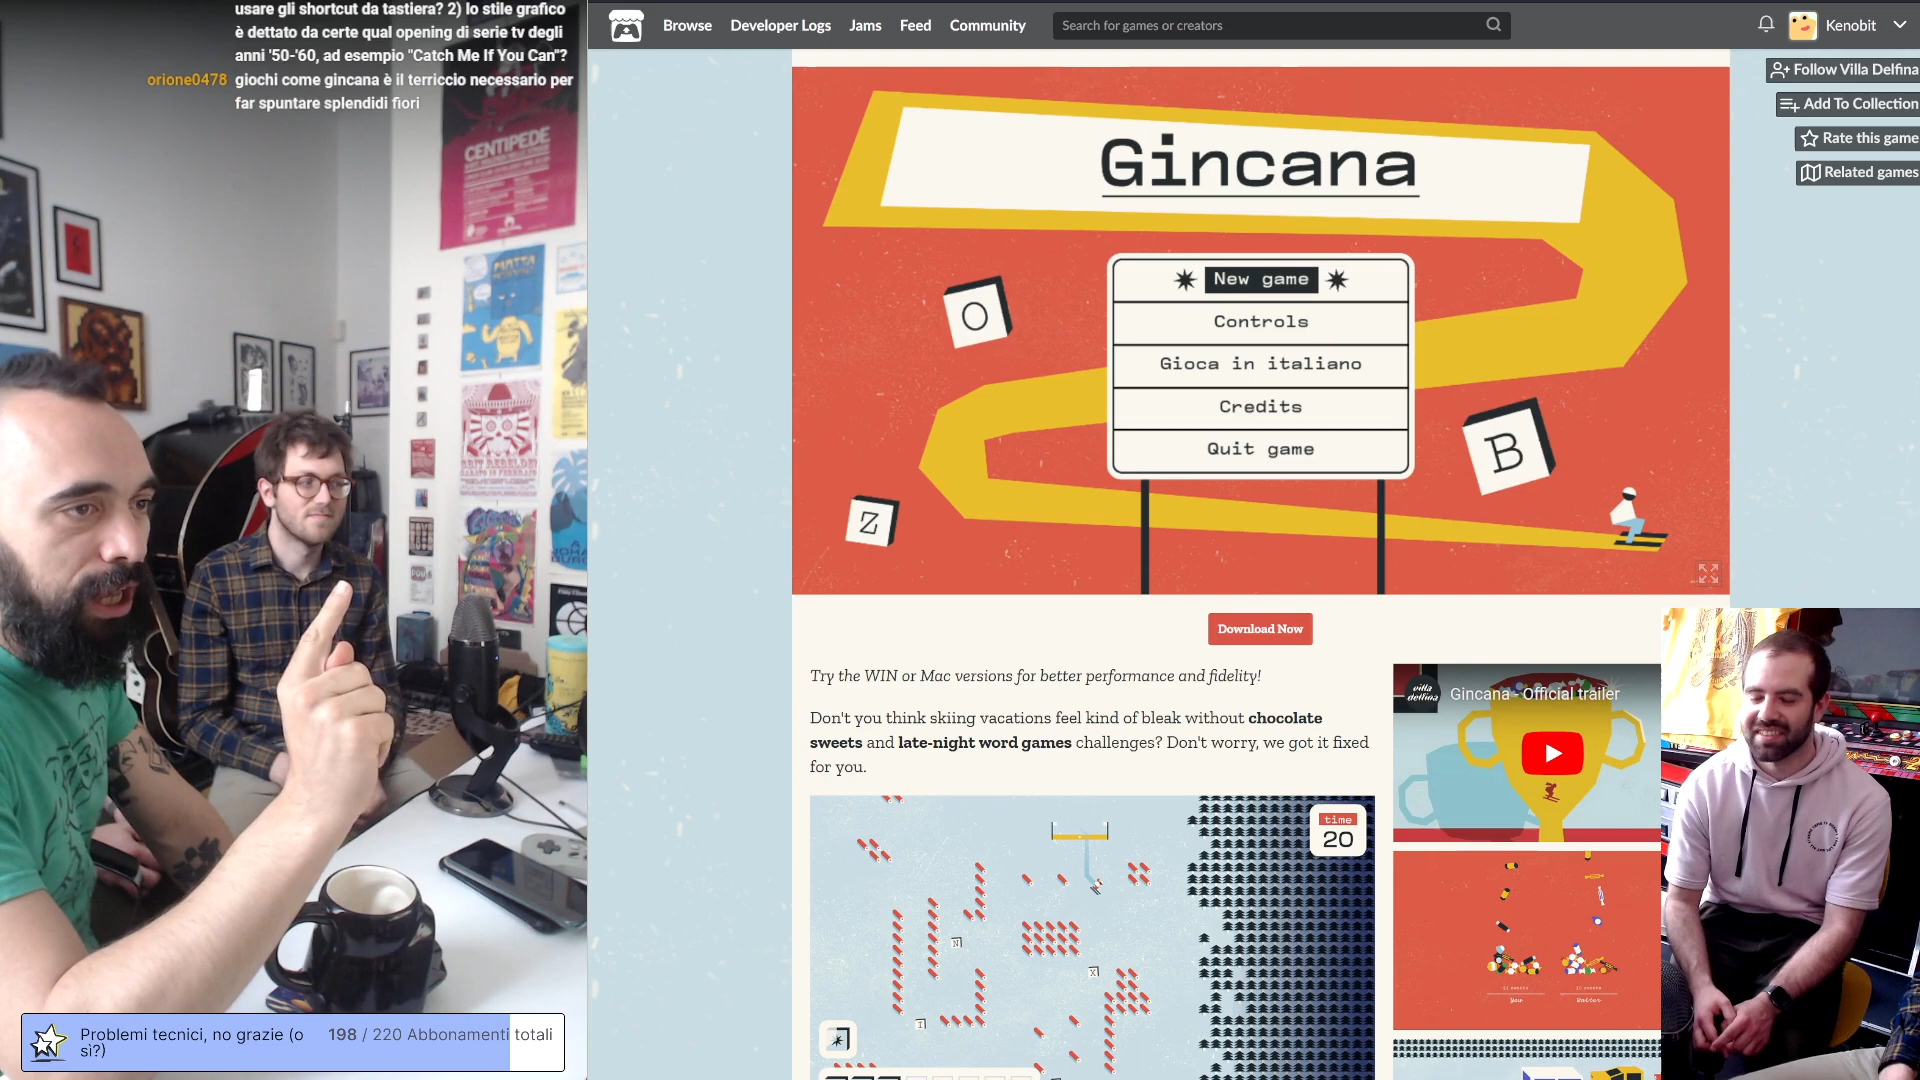 usare gli shortcut da tastiera? 2) lo stile grafico
è dettato da certe qual opening di serie tv degli
anni '50-'60, ad esempio "Catch Me If You Can"?
orione0478 giochi come gincana è il terriccio necessario per
far spuntare splendidi fiori
CENTIPEDE
Problemi tecnici, no grazie (o
sì?)
198 / 220 Abbonamenti totali
Browse Developer Logs Jams Feed Community
Search for games or creators
Kenobit
Follow Villa Delfina
Add To Collection
Rate this game
Related games
Gincana
O
B
Z
New game
Controls
Gioca in italiano
Credits
Quit game
Download Now
Try the WIN or Mac versions for better performance and fidelity!
Don't you think skiing vacations feel kind of bleak without chocolate
sweets and late-night word games challenges? Don't worry, we got it fixed
for you.
time
20
N
X
I
villa
delfina
Gincana - Official trailer